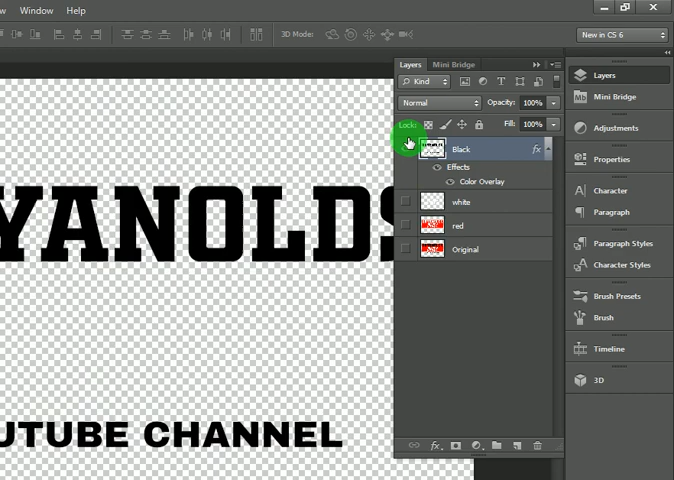 Window Help
3D Mode:
New in CS 6
Layers Mini Bridge
Kind
Normal Opacity: 100%
Lock: Fill: 100%
Black fx
Effects
Color Overlay
white
red
Original
fx
Layers
Mb Mini Bridge
Adjustments
Properties
A Character
Paragraph
Paragraph Styles
A Character Styles
Brush Presets
Brush
Timeline
3D
YANOLDS
UTUBE CHANNEL